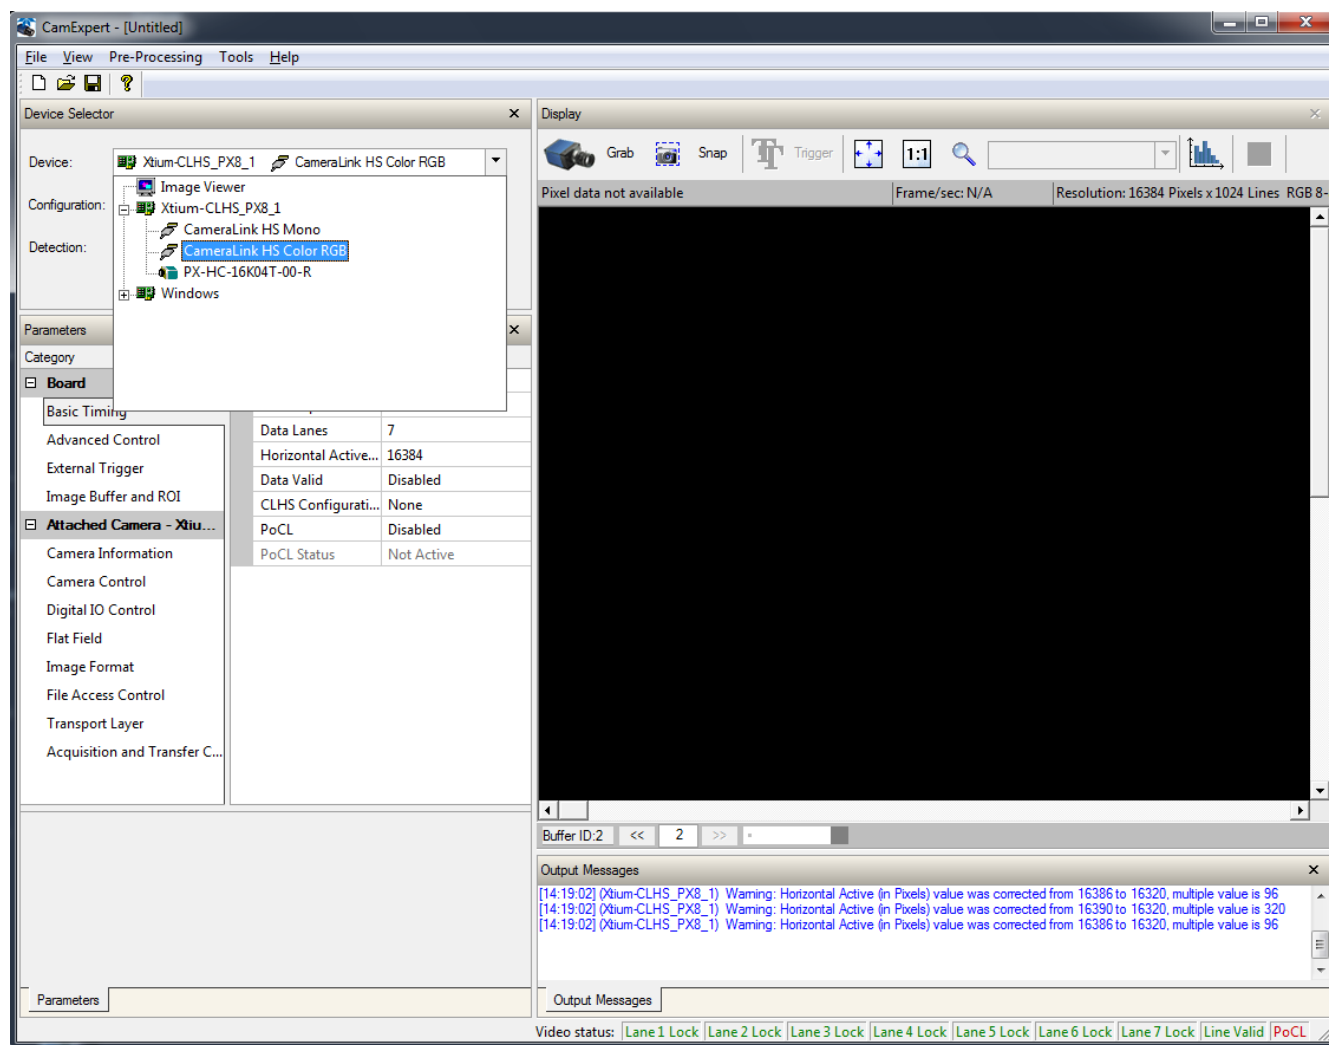 CamExpert - [Untitled]
File View Pre-Processing Tools Help
Device Selector
Device: Xtium-CLHS_PX8_1 CameraLink HS Color RGB
Image Viewer
Configuration: Xtium-CLHS_PX8_1
CameraLink HS Mono
Detection: CameraLink HS Color RGB
PX-HC-16K04T-00-R
Windows
Parameters
Category
Board
Basic Timing
Advanced Control
External Trigger
Image Buffer and ROI
Attached Camera - Xtiu...
Camera Information
Camera Control
Digital IO Control
Flat Field
Image Format
File Access Control
Transport Layer
Acquisition and Transfer C...
Data Lanes 7
Horizontal Active... 16384
Data Valid Disabled
CLHS Configurati... None
PoCL Disabled
PoCL Status Not Active
Parameters
Display
Grab Snap Trigger 1:1
Pixel data not available Frame/sec: N/A Resolution: 16384 Pixels x 1024 Lines RGB 8-
Buffer ID:2 << 2 >>
Output Messages
[14:19:02] (Xtium-CLHS_PX8_1) Warning: Horizontal Active (in Pixels) value was corrected from 16386 to 16320, multiple value is 96
[14:19:02] (Xtium-CLHS_PX8_1) Warning: Horizontal Active (in Pixels) value was corrected from 16390 to 16320, multiple value is 320
[14:19:02] (Xtium-CLHS_PX8_1) Warning: Horizontal Active (in Pixels) value was corrected from 16386 to 16320, multiple value is 96
Output Messages
Video status: Lane 1 Lock Lane 2 Lock Lane 3 Lock Lane 4 Lock Lane 5 Lock Lane 6 Lock Lane 7 Lock Line Valid PoCL